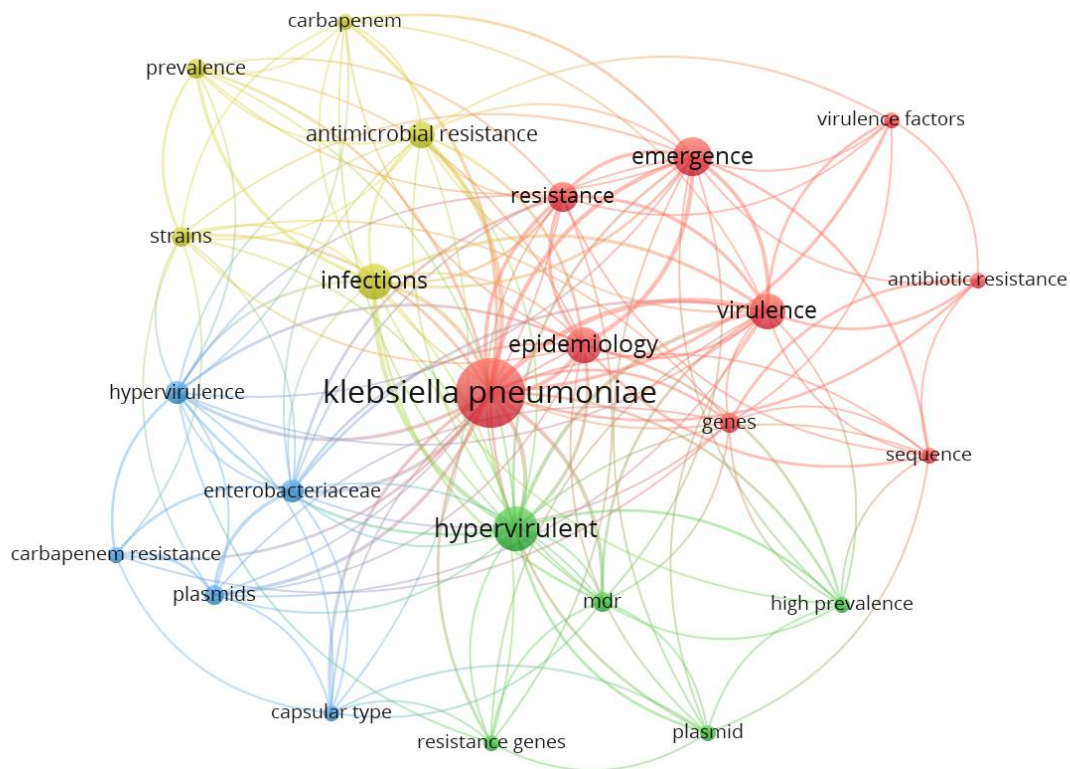 carbapenem
prevalence
virulence factors
antimicrobial resistance
emergence
resistance
strains
infections
antibiotic resistance
virulence
epidemiology
klebsiella pneumoniae
hypervirulence
genes
sequence
enterobacteriaceae
hypervirulent
carbapenem resistance
plasmids
mdr
high prevalence
capsular type
plasmid
resistance genes